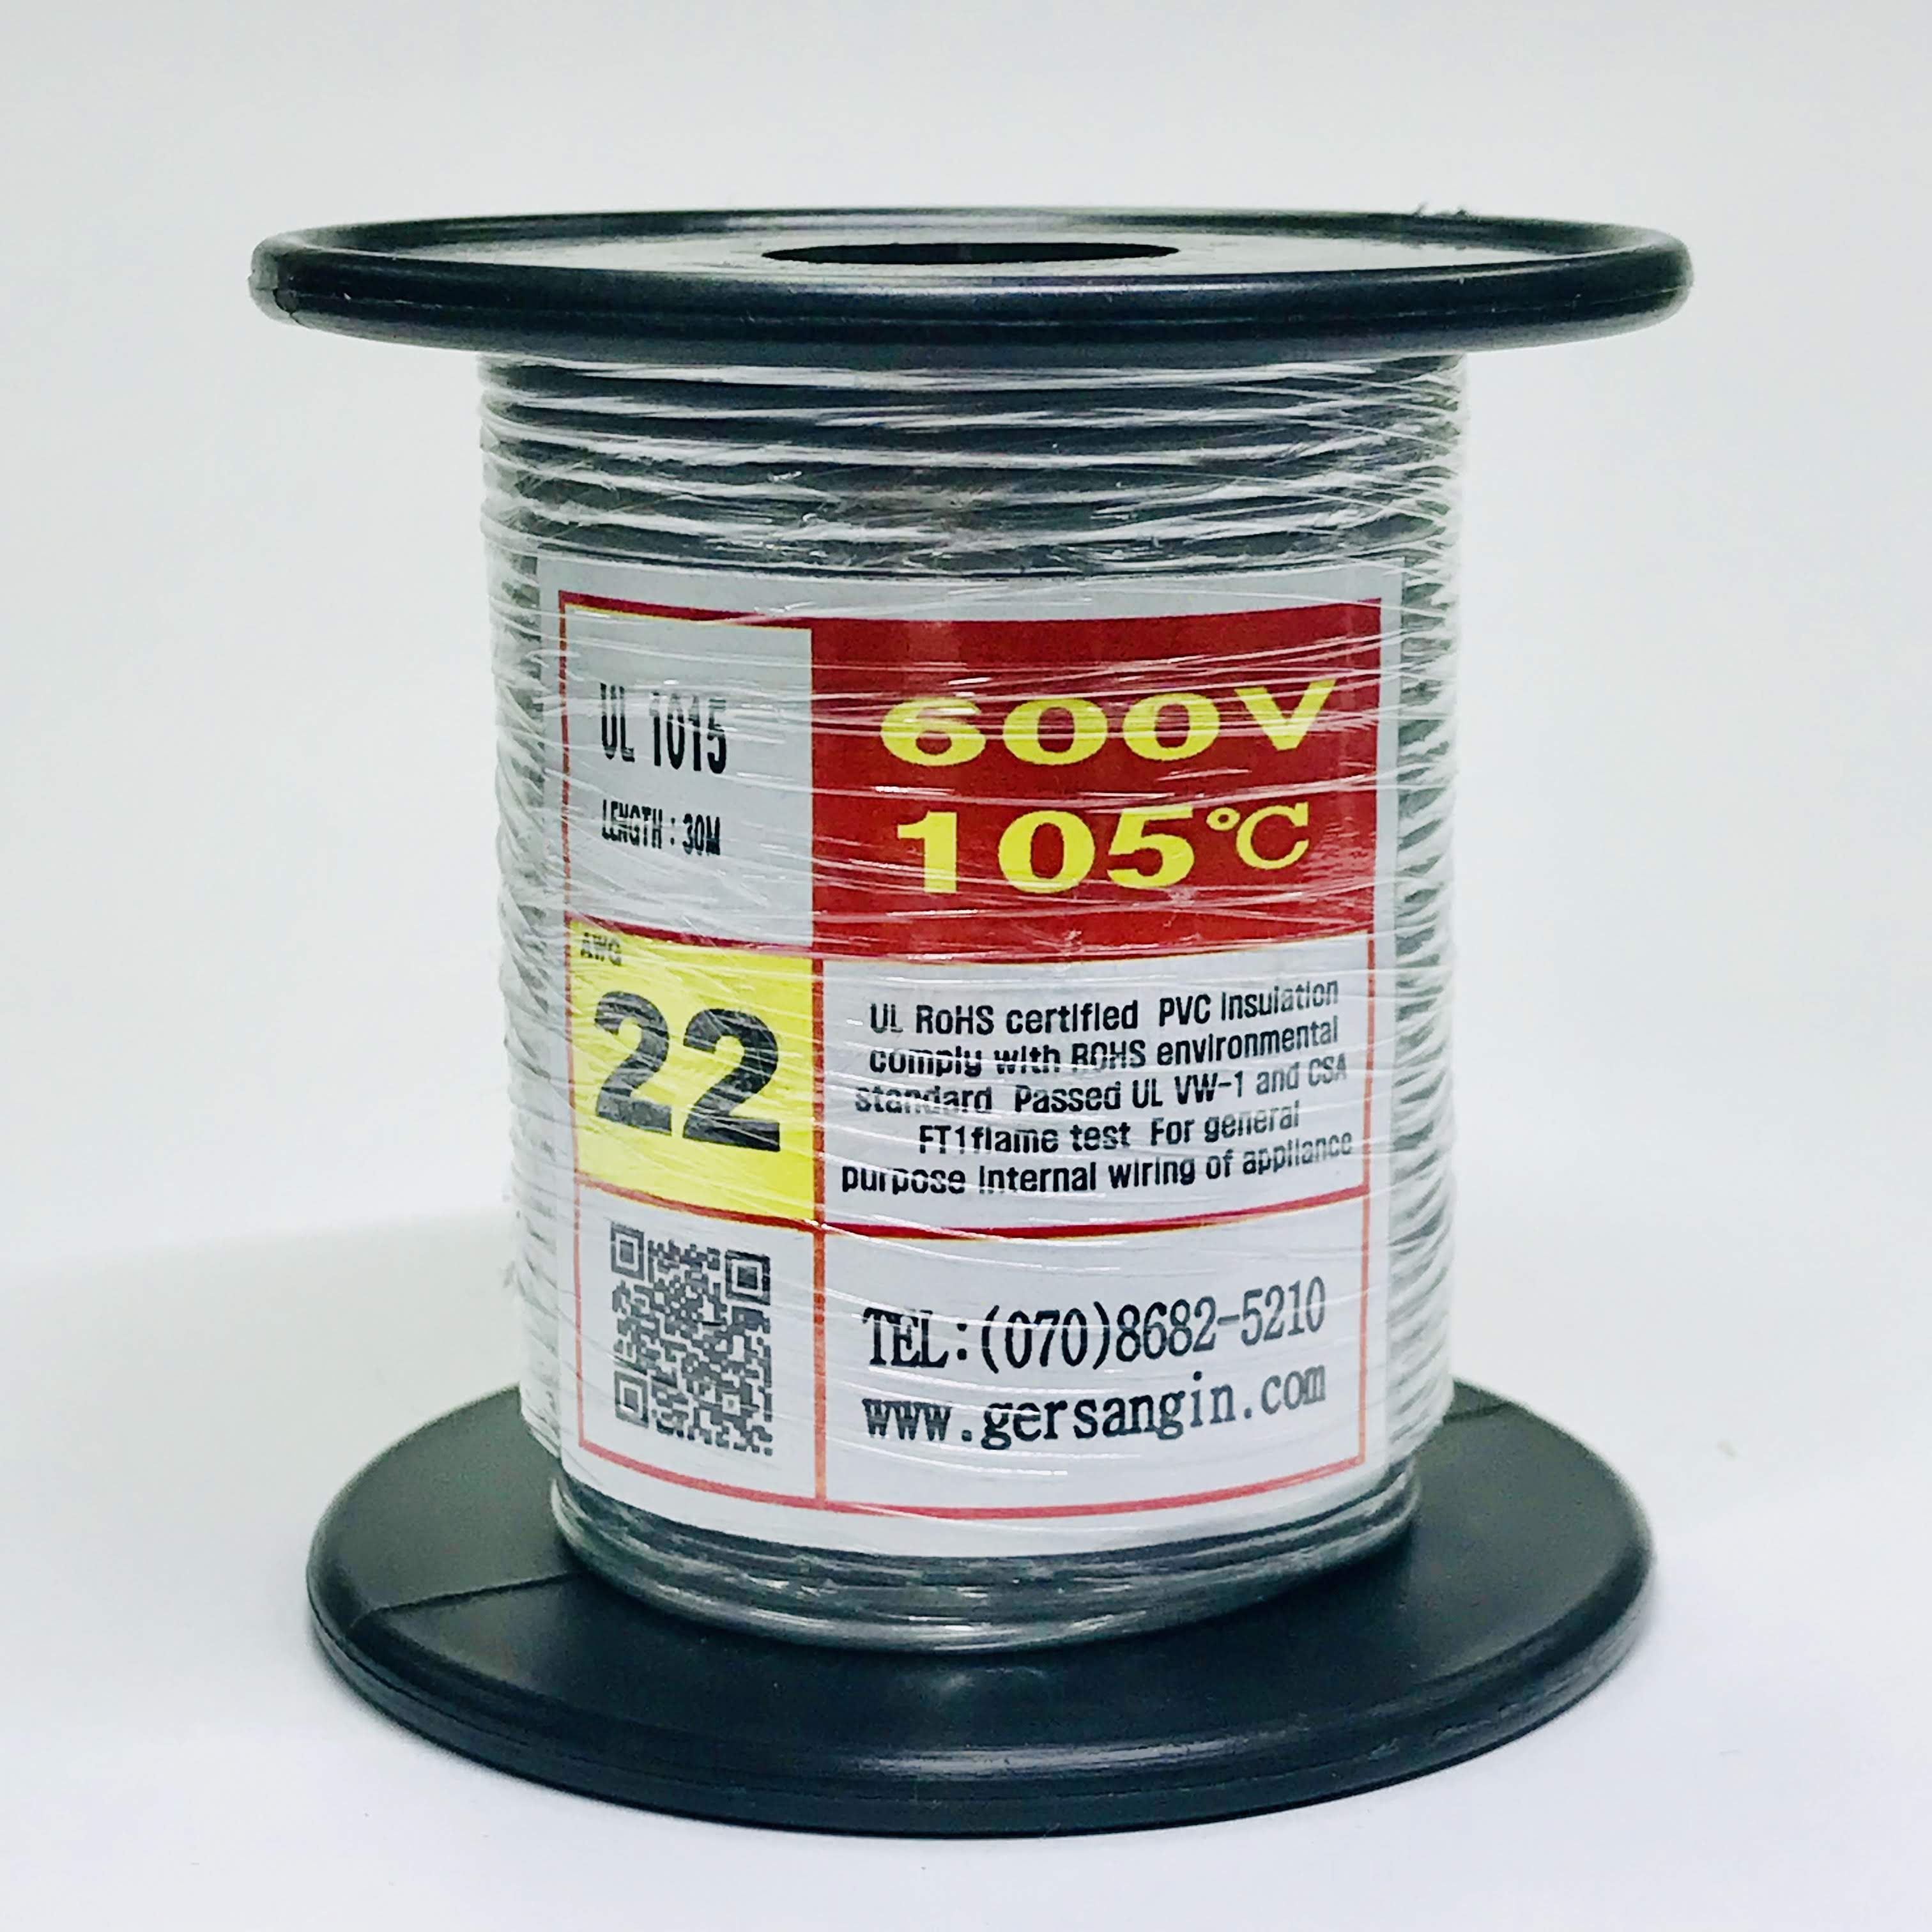 UL 1015
LENGTH : 30M
600V
105℃
AWG
22
UL RoHS certified PVC insulation
comply with ROHS environmental
standard Passed UL VW-1 and CSA
FT1flame test For general
purpose internal wiring of appliance
TEL:(070)8682-5210
www.gersangin.com